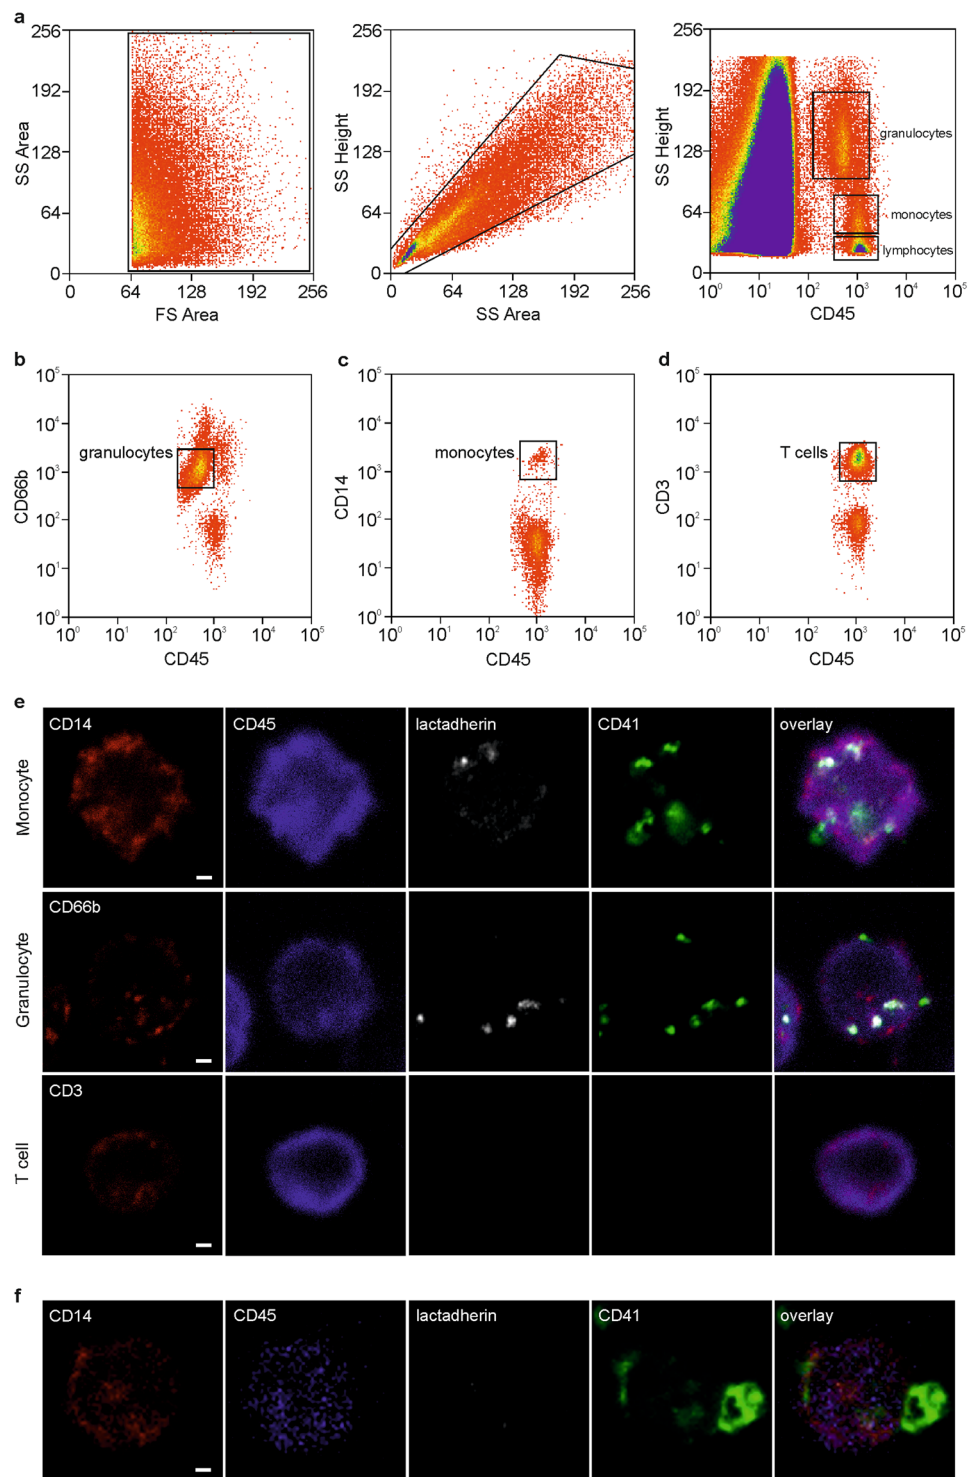 a
256
192
128
64
0
SS Area
0 64 128 192 256
FS Area
256
192
128
64
0
SS Height
0 64 128 192 256
SS Area
256
192
128
64
0
SS Height
granulocytes
monocytes
lymphocytes
10⁰ 10¹ 10² 10³ 10⁴ 10⁵
CD45
b
10⁵
10⁴
10³
10²
10¹
10⁰
CD66b
granulocytes
10⁰ 10¹ 10² 10³ 10⁴ 10⁵
CD45
c
10⁵
10⁴
10³
10²
10¹
10⁰
CD14
monocytes
10⁰ 10¹ 10² 10³ 10⁴ 10⁵
CD45
d
10⁵
10⁴
10³
10²
10¹
10⁰
CD3
T cells
10⁰ 10¹ 10² 10³ 10⁴ 10⁵
CD45
e
CD14 CD45 lactadherin CD41 overlay
Monocyte
CD66b
Granulocyte
CD3
T cell
f
CD14 CD45 lactadherin CD41 overlay